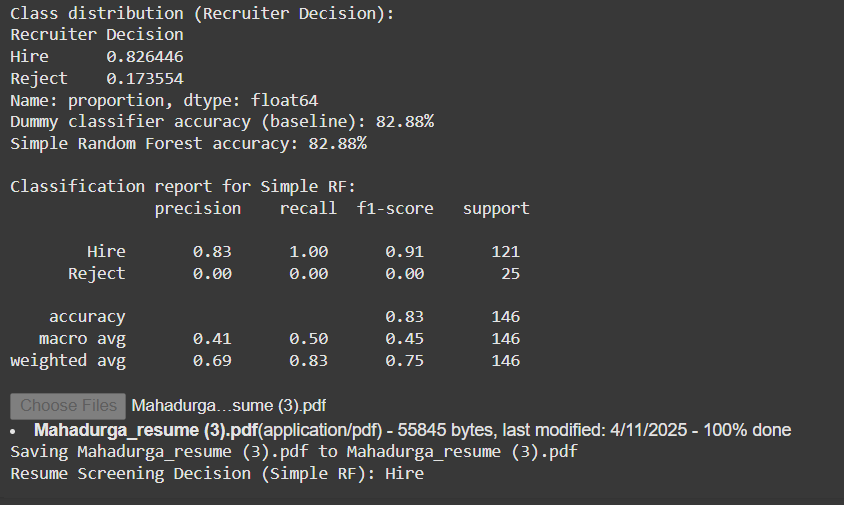 Class distribution (Recruiter Decision):
Recruiter Decision
Hire      0.826446
Reject    0.173554
Name: proportion, dtype: float64
Dummy classifier accuracy (baseline): 82.88%
Simple Random Forest accuracy: 82.88%
Classification report for Simple RF:
              precision    recall  f1-score   support
        Hire       0.83      1.00      0.91       121
      Reject       0.00      0.00      0.00        25
    accuracy                           0.83       146
   macro avg       0.41      0.50      0.45       146
weighted avg       0.69      0.83      0.75       146
Choose Files Mahadurga…sume (3).pdf
• Mahadurga_resume (3).pdf(application/pdf) - 55845 bytes, last modified: 4/11/2025 - 100% done
Saving Mahadurga_resume (3).pdf to Mahadurga_resume (3).pdf
Resume Screening Decision (Simple RF): Hire